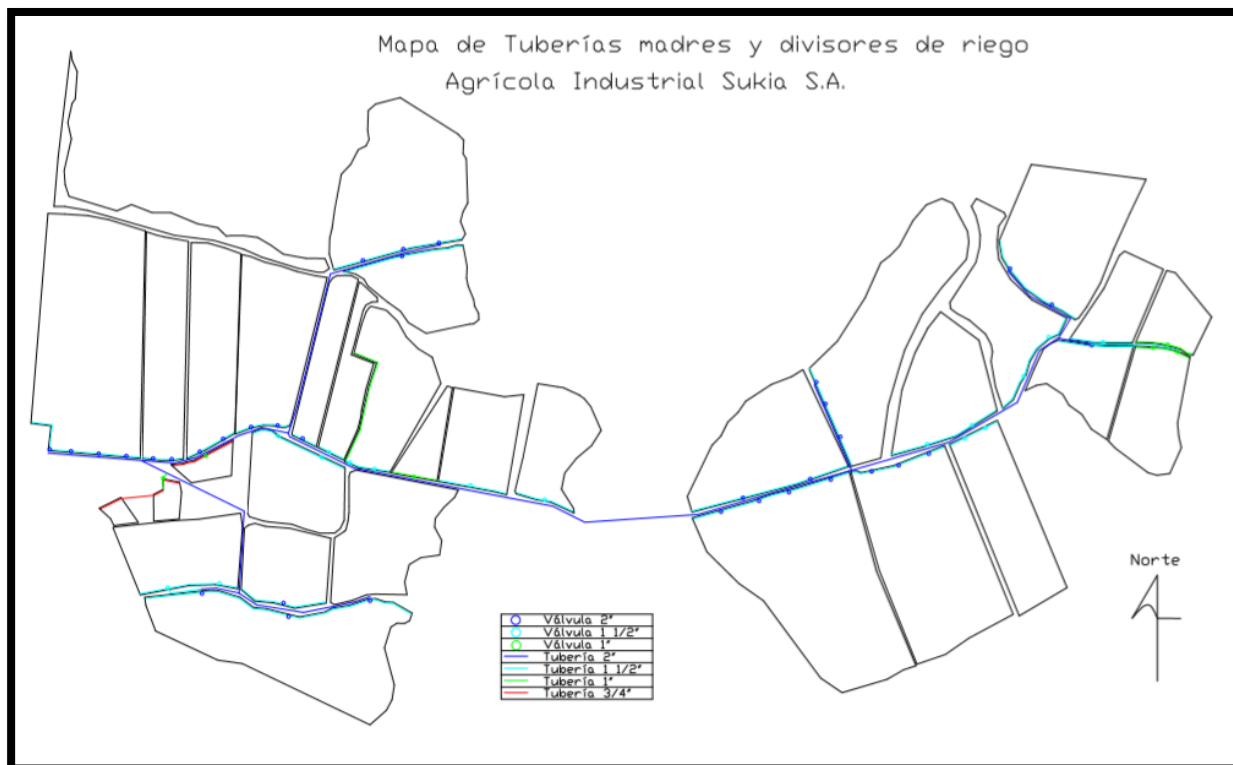 Mapa de Tuberías madres y divisores de riego
Agrícola Industrial Sukia S.A.
Norte
Válvula 2"
Válvula 1 1/2"
Válvula 1"
Tubería 2"
Tubería 1 1/2"
Tubería 1"
Tubería 3/4"